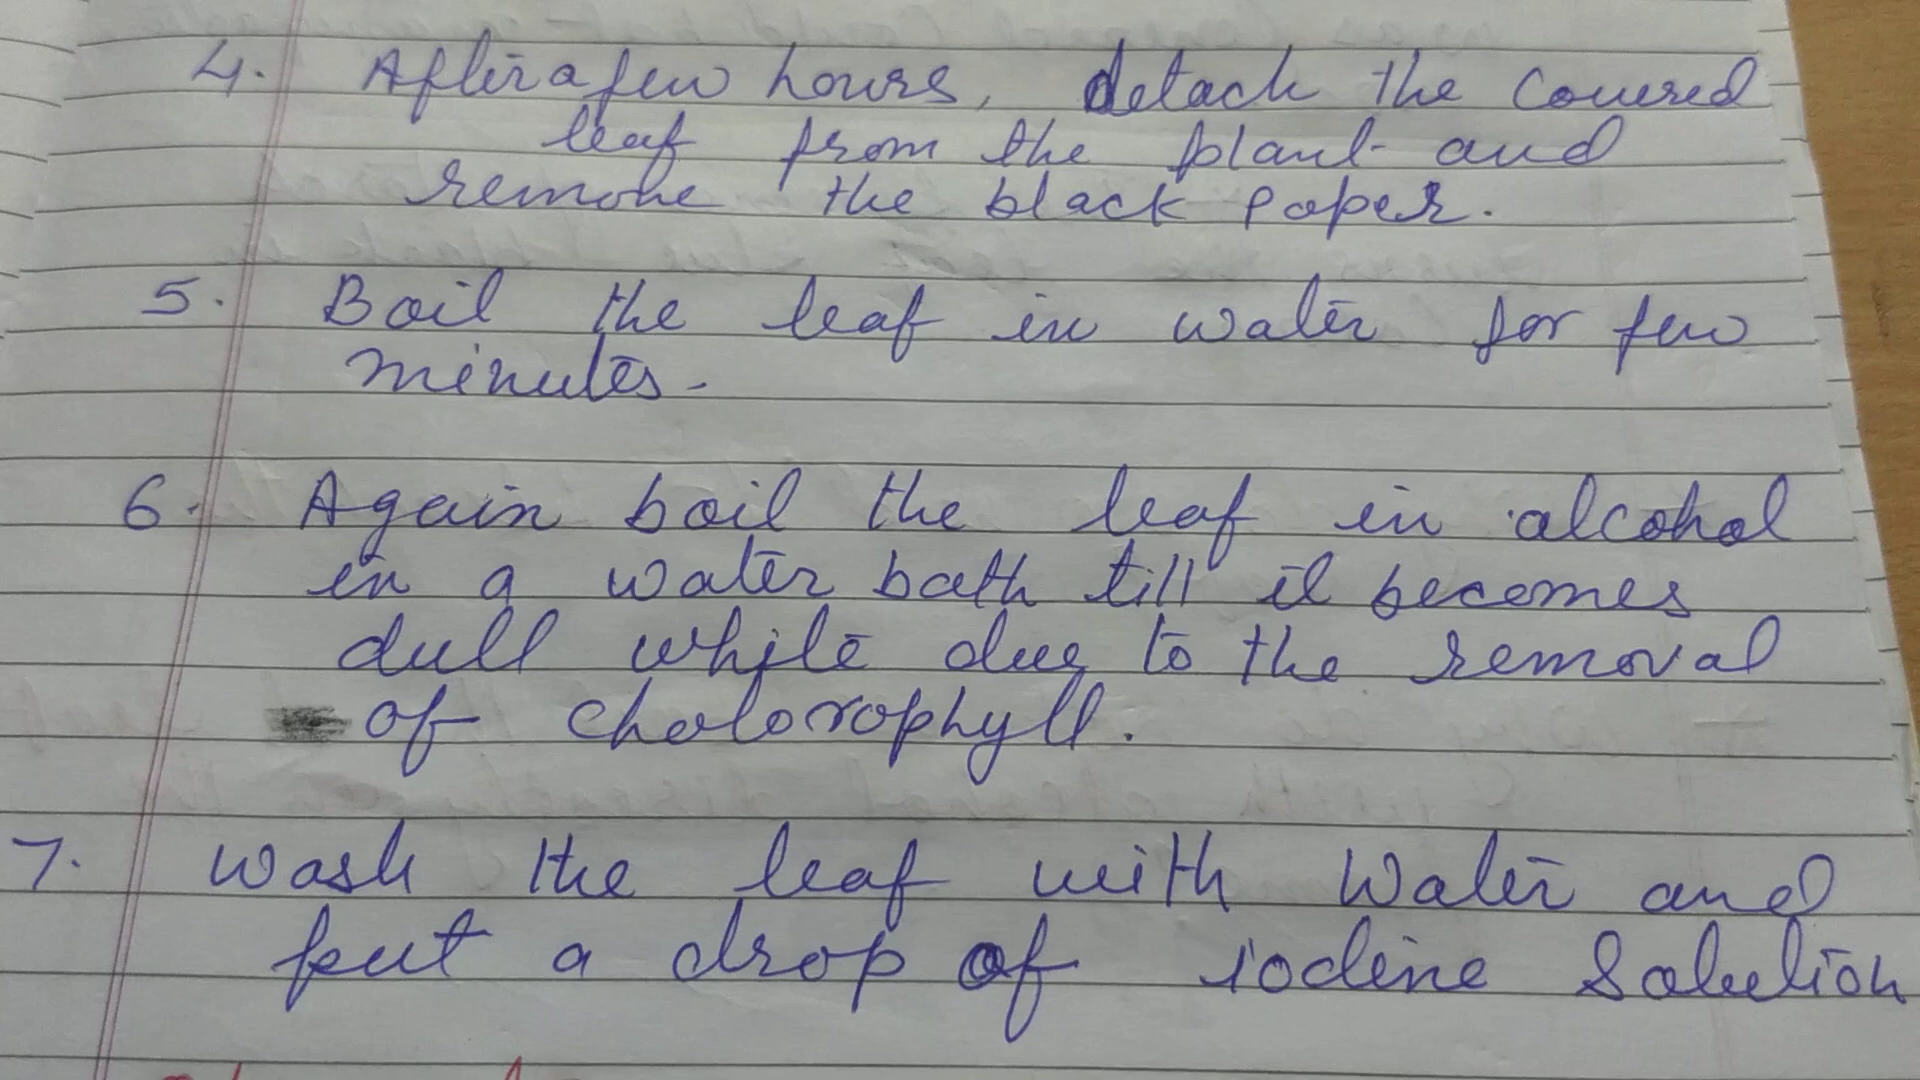 4. After a few hours, detach the covered
leaf from the plant and
remove the black paper.
5. Boil the leaf in water for few
minutes.
6. Again boil the leaf in alcohol
in a water bath till it becomes
dull white due to the removal
of cholorophyll.
7. Wash the leaf with water and
put a drop of iodine solution